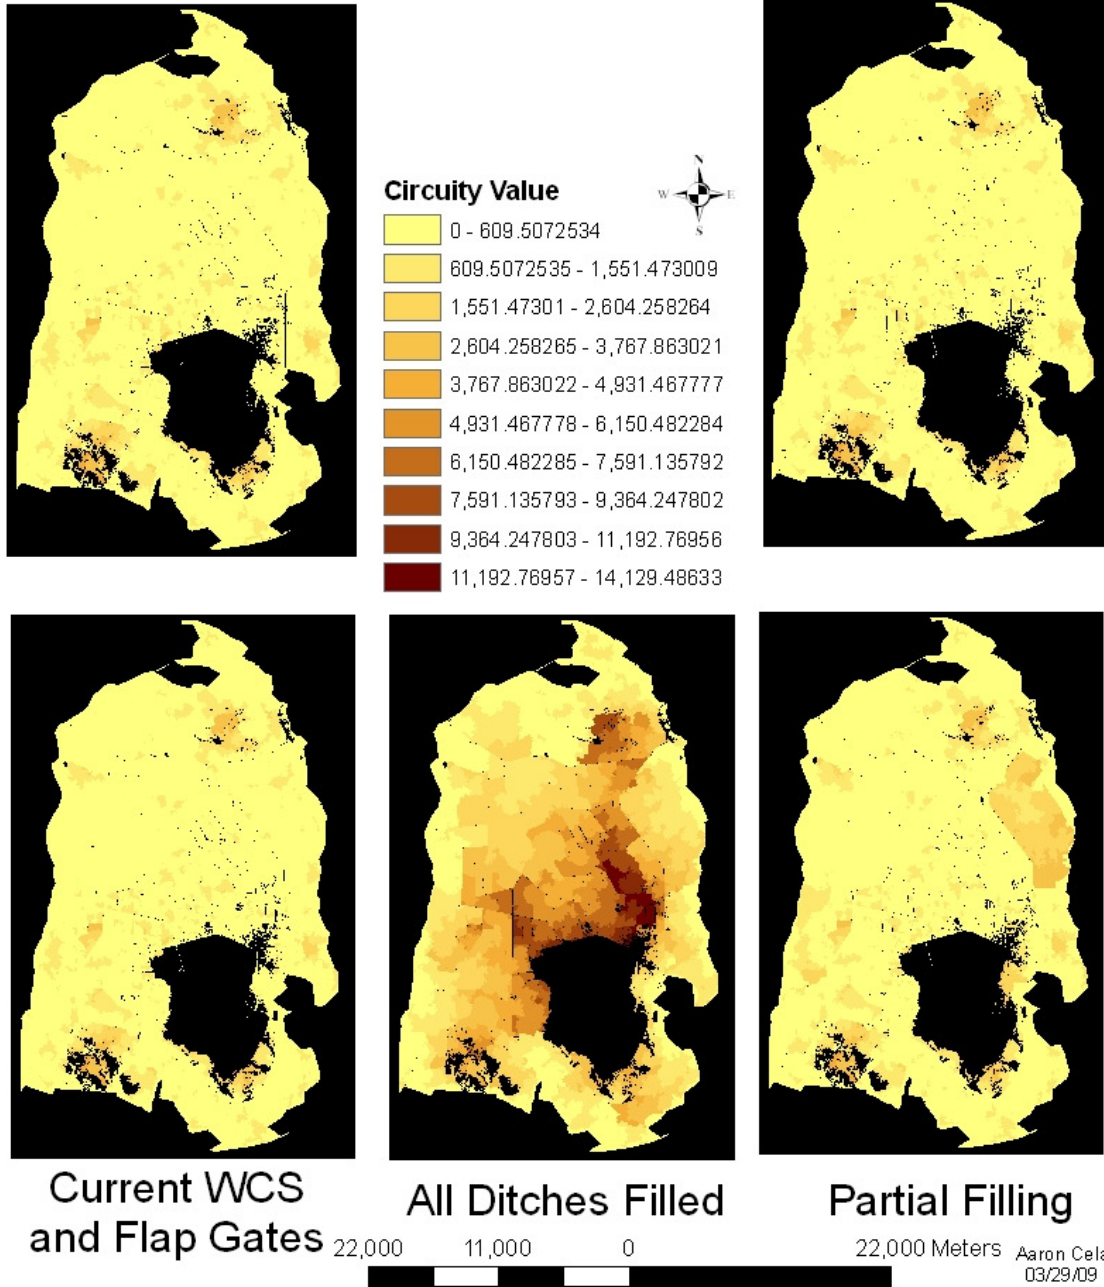 Circuity Value
N
W E
S
0 - 609.5072534
609.5072535 - 1,551.473009
1,551.47301 - 2,604.258264
2,604.258265 - 3,767.863021
3,767.863022 - 4,931.467777
4,931.467778 - 6,150.482284
6,150.482285 - 7,591.135792
7,591.135793 - 9,364.247802
9,364.247803 - 11,192.76956
11,192.76957 - 14,129.48633
Current WCS
and Flap Gates
All Ditches Filled
Partial Filling
22,000 11,000 0 22,000 Meters
Aaron Cela
03/29/09